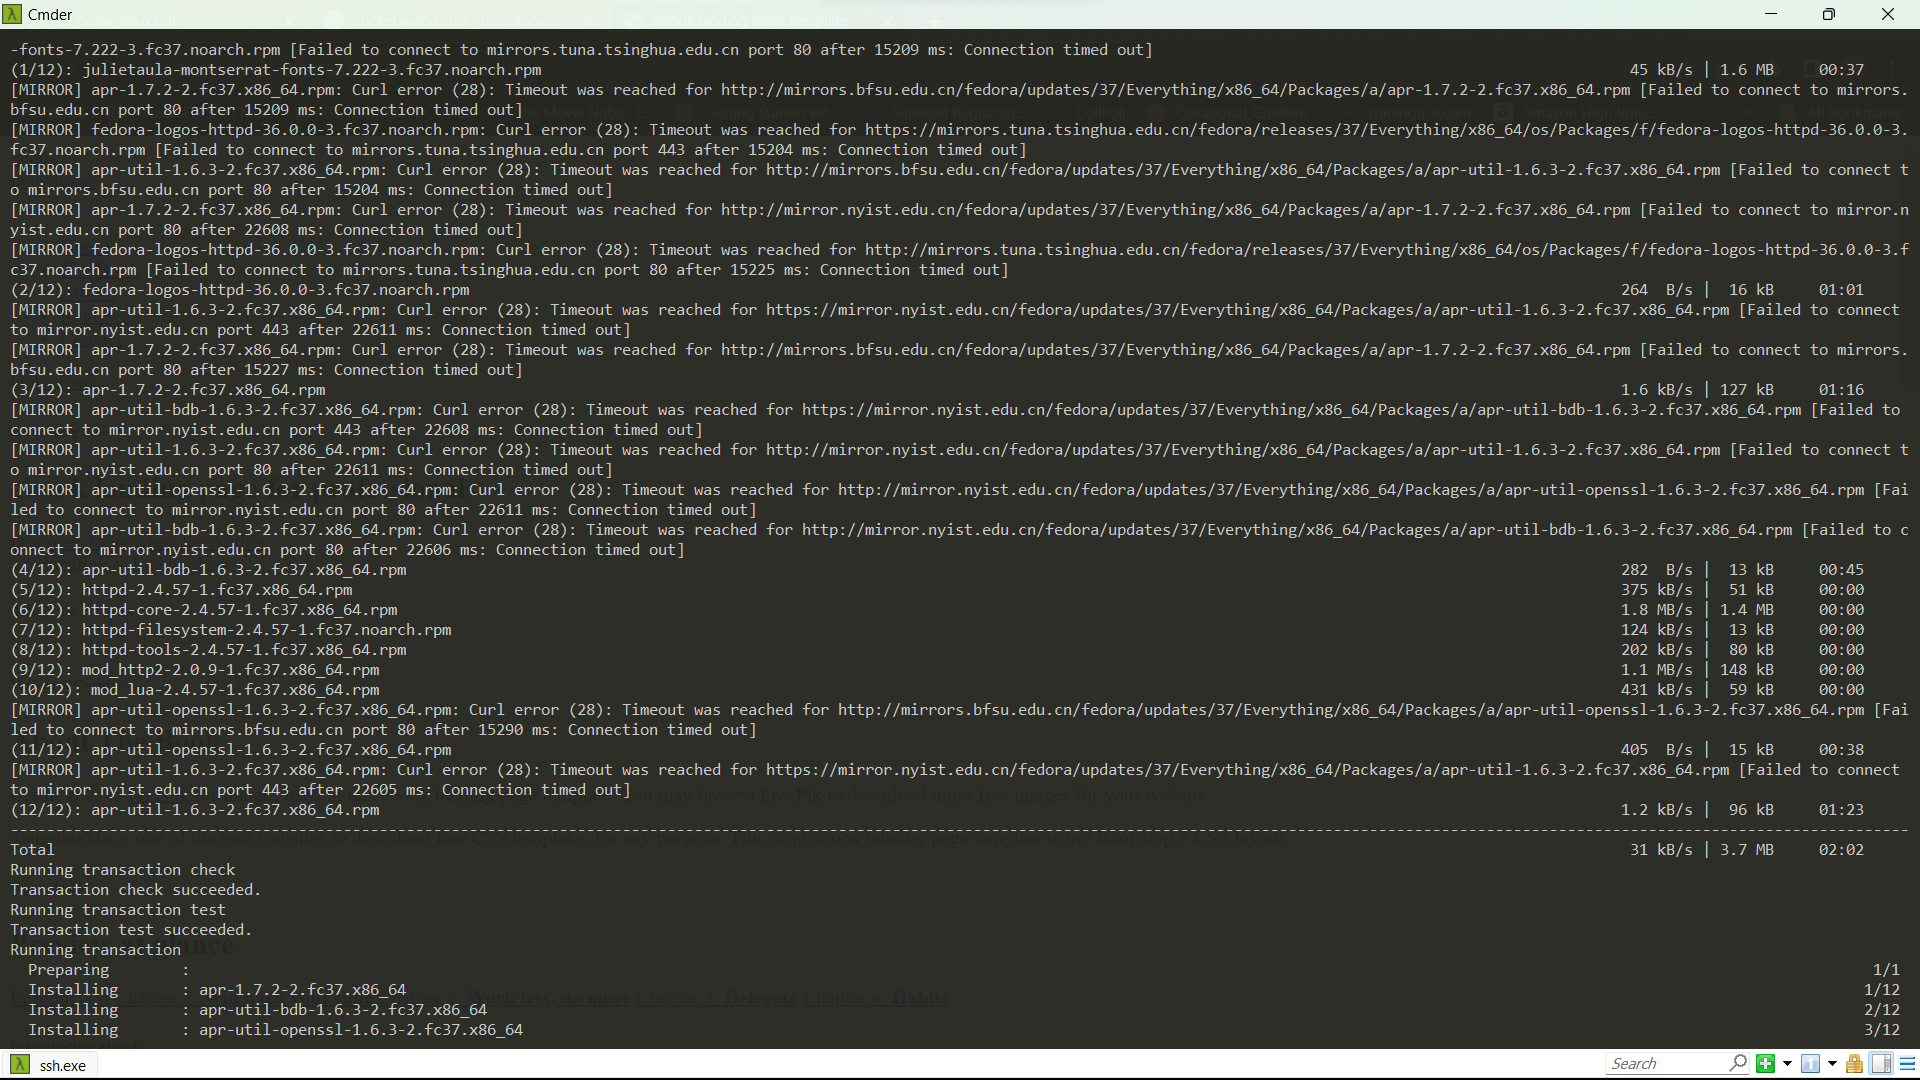 Cmder
-fonts-7.222-3.fc37.noarch.rpm [Failed to connect to mirrors.tuna.tsinghua.edu.cn port 80 after 15209 ms: Connection timed out]
(1/12): julietaula-montserrat-fonts-7.222-3.fc37.noarch.rpm 45 kB/s | 1.6 MB 00:37
[MIRROR] apr-1.7.2-2.fc37.x86_64.rpm: Curl error (28): Timeout was reached for http://mirrors.bfsu.edu.cn/fedora/updates/37/Everything/x86_64/Packages/a/apr-1.7.2-2.fc37.x86_64.rpm [Failed to connect to mirrors.
bfsu.edu.cn port 80 after 15209 ms: Connection timed out]
[MIRROR] fedora-logos-httpd-36.0.0-3.fc37.noarch.rpm: Curl error (28): Timeout was reached for https://mirrors.tuna.tsinghua.edu.cn/fedora/releases/37/Everything/x86_64/os/Packages/f/fedora-logos-httpd-36.0.0-3.
fc37.noarch.rpm [Failed to connect to mirrors.tuna.tsinghua.edu.cn port 443 after 15204 ms: Connection timed out]
[MIRROR] apr-util-1.6.3-2.fc37.x86_64.rpm: Curl error (28): Timeout was reached for http://mirrors.bfsu.edu.cn/fedora/updates/37/Everything/x86_64/Packages/a/apr-util-1.6.3-2.fc37.x86_64.rpm [Failed to connect t
o mirrors.bfsu.edu.cn port 80 after 15204 ms: Connection timed out]
[MIRROR] apr-1.7.2-2.fc37.x86_64.rpm: Curl error (28): Timeout was reached for http://mirror.nyist.edu.cn/fedora/updates/37/Everything/x86_64/Packages/a/apr-1.7.2-2.fc37.x86_64.rpm [Failed to connect to mirror.n
yist.edu.cn port 80 after 22608 ms: Connection timed out]
[MIRROR] fedora-logos-httpd-36.0.0-3.fc37.noarch.rpm: Curl error (28): Timeout was reached for http://mirrors.tuna.tsinghua.edu.cn/fedora/releases/37/Everything/x86_64/os/Packages/f/fedora-logos-httpd-36.0.0-3.f
c37.noarch.rpm [Failed to connect to mirrors.tuna.tsinghua.edu.cn port 80 after 15225 ms: Connection timed out]
(2/12): fedora-logos-httpd-36.0.0-3.fc37.noarch.rpm 264 B/s | 16 kB 01:01
[MIRROR] apr-util-1.6.3-2.fc37.x86_64.rpm: Curl error (28): Timeout was reached for https://mirror.nyist.edu.cn/fedora/updates/37/Everything/x86_64/Packages/a/apr-util-1.6.3-2.fc37.x86_64.rpm [Failed to connect
to mirror.nyist.edu.cn port 443 after 22611 ms: Connection timed out]
[MIRROR] apr-1.7.2-2.fc37.x86_64.rpm: Curl error (28): Timeout was reached for http://mirrors.bfsu.edu.cn/fedora/updates/37/Everything/x86_64/Packages/a/apr-1.7.2-2.fc37.x86_64.rpm [Failed to connect to mirrors.
bfsu.edu.cn port 80 after 15227 ms: Connection timed out]
(3/12): apr-1.7.2-2.fc37.x86_64.rpm 1.6 kB/s | 127 kB 01:16
[MIRROR] apr-util-bdb-1.6.3-2.fc37.x86_64.rpm: Curl error (28): Timeout was reached for https://mirror.nyist.edu.cn/fedora/updates/37/Everything/x86_64/Packages/a/apr-util-bdb-1.6.3-2.fc37.x86_64.rpm [Failed to
connect to mirror.nyist.edu.cn port 443 after 22608 ms: Connection timed out]
[MIRROR] apr-util-1.6.3-2.fc37.x86_64.rpm: Curl error (28): Timeout was reached for http://mirror.nyist.edu.cn/fedora/updates/37/Everything/x86_64/Packages/a/apr-util-1.6.3-2.fc37.x86_64.rpm [Failed to connect t
o mirror.nyist.edu.cn port 80 after 22611 ms: Connection timed out]
[MIRROR] apr-util-openssl-1.6.3-2.fc37.x86_64.rpm: Curl error (28): Timeout was reached for http://mirror.nyist.edu.cn/fedora/updates/37/Everything/x86_64/Packages/a/apr-util-openssl-1.6.3-2.fc37.x86_64.rpm [Fai
led to connect to mirror.nyist.edu.cn port 80 after 22611 ms: Connection timed out]
[MIRROR] apr-util-bdb-1.6.3-2.fc37.x86_64.rpm: Curl error (28): Timeout was reached for http://mirror.nyist.edu.cn/fedora/updates/37/Everything/x86_64/Packages/a/apr-util-bdb-1.6.3-2.fc37.x86_64.rpm [Failed to c
onnect to mirror.nyist.edu.cn port 80 after 22606 ms: Connection timed out]
(4/12): apr-util-bdb-1.6.3-2.fc37.x86_64.rpm 282 B/s | 13 kB 00:45
(5/12): httpd-2.4.57-1.fc37.x86_64.rpm 375 kB/s | 51 kB 00:00
(6/12): httpd-core-2.4.57-1.fc37.x86_64.rpm 1.8 MB/s | 1.4 MB 00:00
(7/12): httpd-filesystem-2.4.57-1.fc37.noarch.rpm 124 kB/s | 13 kB 00:00
(8/12): httpd-tools-2.4.57-1.fc37.x86_64.rpm 202 kB/s | 80 kB 00:00
(9/12): mod_http2-2.0.9-1.fc37.x86_64.rpm 1.1 MB/s | 148 kB 00:00
(10/12): mod_lua-2.4.57-1.fc37.x86_64.rpm 431 kB/s | 59 kB 00:00
[MIRROR] apr-util-openssl-1.6.3-2.fc37.x86_64.rpm: Curl error (28): Timeout was reached for http://mirrors.bfsu.edu.cn/fedora/updates/37/Everything/x86_64/Packages/a/apr-util-openssl-1.6.3-2.fc37.x86_64.rpm [Fai
led to connect to mirrors.bfsu.edu.cn port 80 after 15290 ms: Connection timed out]
(11/12): apr-util-openssl-1.6.3-2.fc37.x86_64.rpm 405 B/s | 15 kB 00:38
[MIRROR] apr-util-1.6.3-2.fc37.x86_64.rpm: Curl error (28): Timeout was reached for https://mirror.nyist.edu.cn/fedora/updates/37/Everything/x86_64/Packages/a/apr-util-1.6.3-2.fc37.x86_64.rpm [Failed to connect
to mirror.nyist.edu.cn port 443 after 22605 ms: Connection timed out]
(12/12): apr-util-1.6.3-2.fc37.x86_64.rpm 1.2 kB/s | 96 kB 01:23
Total 31 kB/s | 3.7 MB 02:02
Running transaction check
Transaction check succeeded.
Running transaction test
Transaction test succeeded.
Running transaction
Preparing : 1/1
Installing : apr-1.7.2-2.fc37.x86_64 1/12
Installing : apr-util-bdb-1.6.3-2.fc37.x86_64 2/12
Installing : apr-util-openssl-1.6.3-2.fc37.x86_64 3/12
ssh.exe
Search